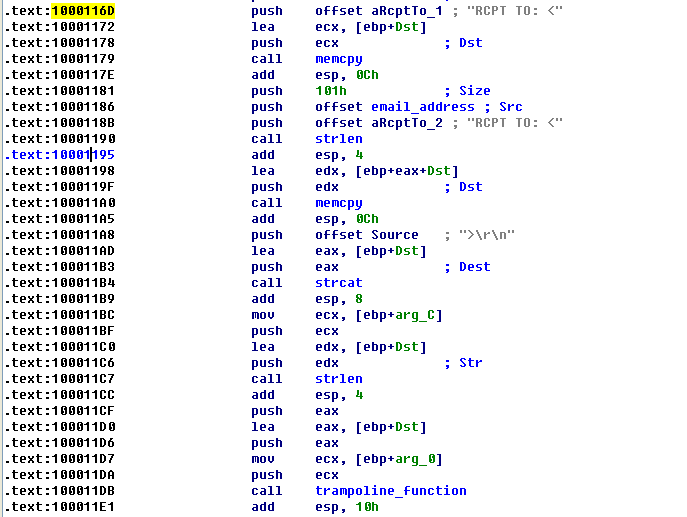 .text:1000116D push offset aRcptTo_1 ; "RCPT TO: <"
.text:10001172 lea ecx, [ebp+Dst]
.text:10001178 push ecx ; Dst
.text:10001179 call memcpy
.text:1000117E add esp, 0Ch
.text:10001181 push 101h ; Size
.text:10001186 push offset email_address ; Src
.text:1000118B push offset aRcptTo_2 ; "RCPT TO: <"
.text:10001190 call strlen
.text:10001195 add esp, 4
.text:10001198 lea edx, [ebp+eax+Dst]
.text:1000119F push edx ; Dst
.text:100011A0 call memcpy
.text:100011A5 add esp, 0Ch
.text:100011A8 push offset Source ; ">\r\n"
.text:100011AD lea eax, [ebp+Dst]
.text:100011B3 push eax ; Dest
.text:100011B4 call strcat
.text:100011B9 add esp, 8
.text:100011BC mov ecx, [ebp+arg_C]
.text:100011BF push ecx
.text:100011C0 lea edx, [ebp+Dst]
.text:100011C6 push edx ; Str
.text:100011C7 call strlen
.text:100011CC add esp, 4
.text:100011CF push eax
.text:100011D0 lea eax, [ebp+Dst]
.text:100011D6 push eax
.text:100011D7 mov ecx, [ebp+arg_0]
.text:100011DA push ecx
.text:100011DB call trampoline_function
.text:100011E1 add esp, 10h